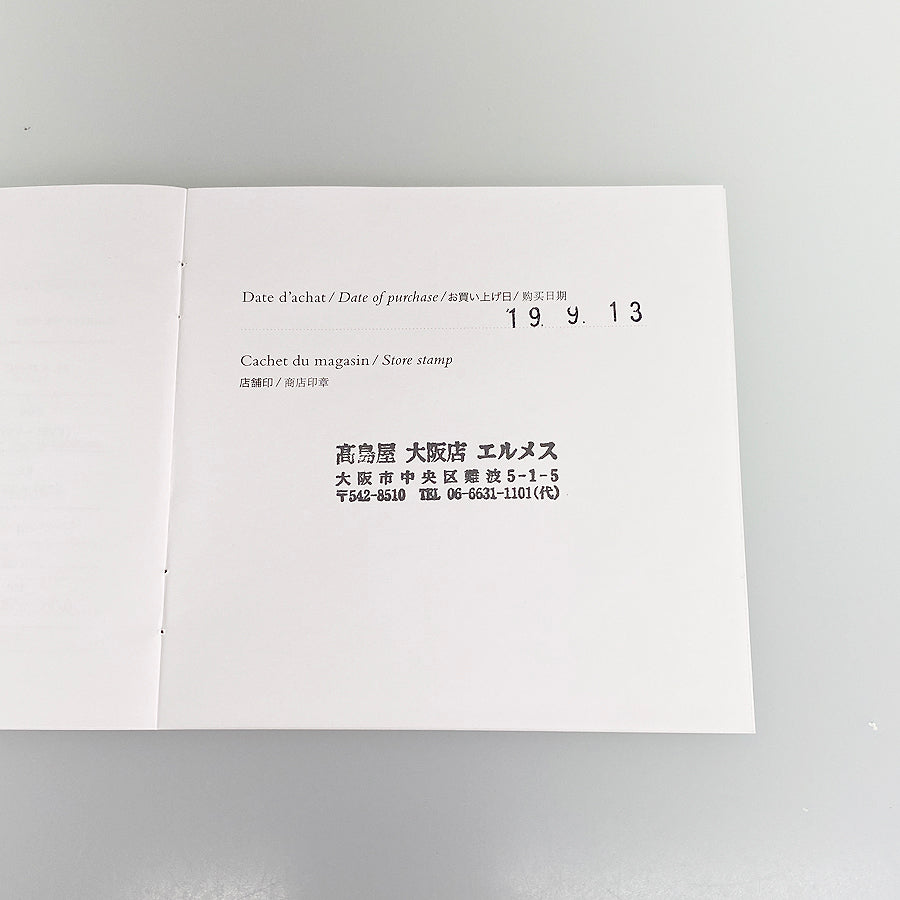 Date d'achat / Date of purchase / お買い上げ日 / 购买日期
19. 9. 13
Cachet du magasin / Store stamp
店舗印 / 商店印章
髙島屋 大阪店 エルメス
大阪市中央区難波5-1-5
〒542-8510 TEL 06-6631-1101(代)